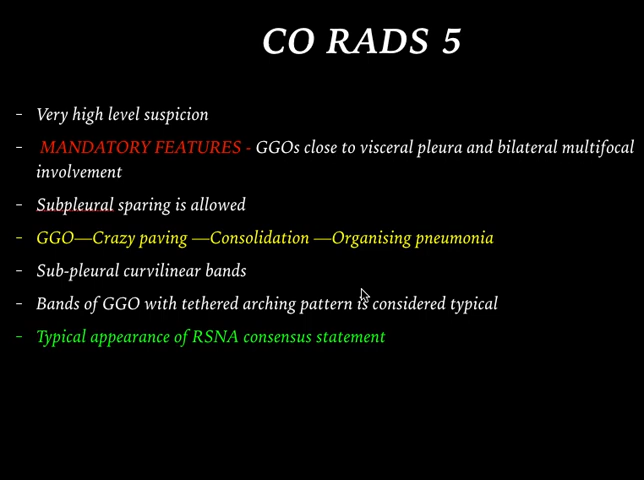 CO RADS 5
- Very high level suspicion
- MANDATORY FEATURES - GGOs close to visceral pleura and bilateral multifocal
involvement
- Subpleural sparing is allowed
- GGO—Crazy paving —Consolidation —Organising pneumonia
- Sub-pleural curvilinear bands
- Bands of GGO with tethered arching pattern is considered typical
- Typical appearance of RSNA consensus statement